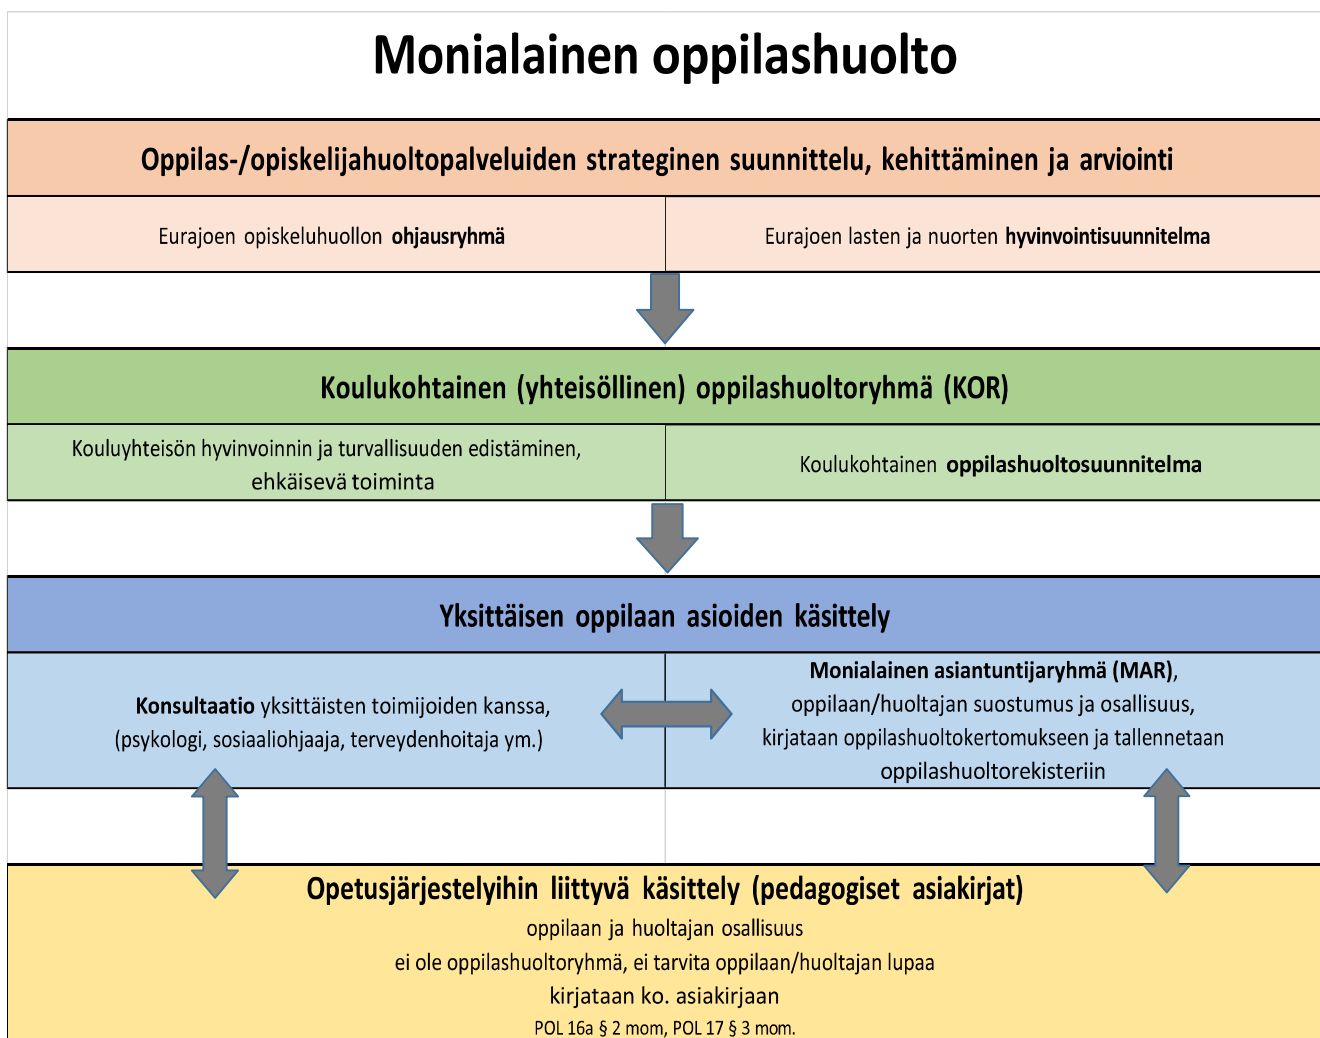 Monialainen oppilashuolto
Oppilas-/opiskelijahuoltopalveluiden strateginen suunnittelu, kehittäminen ja arviointi
Eurajoen opiskeluhuollon ohjausryhmä
Eurajoen lasten ja nuorten hyvinvointisuunnitelma
Koulukohtainen (yhteisöllinen) oppilashuoltoryhmä (KOR)
Kouluyhteisön hyvinvoinnin ja turvallisuuden edistäminen,
ehkäisevä toiminta
Koulukohtainen oppilashuoltosuunnitelma
Yksittäisen oppilaan asioiden käsittely
Konsultaatio yksittäisten toimijoiden kanssa,
(psykologi, sosiaaliohjaaja, terveydenhoitaja ym.)
Monialainen asiantuntijaryhmä (MAR),
oppilaan/huoltajan suostumus ja osallisuus,
kirjataan oppilashuoltokertomukseen ja tallennetaan
oppilashuoltorekisteriin
Opetusjärjestelyihin liittyvä käsittely (pedagogiset asiakirjat)
oppilaan ja huoltajan osallisuus
ei ole oppilashuoltoryhmä, ei tarvita oppilaan/huoltajan lupaa
kirjataan ko. asiakirjaan
POL 16a § 2 mom, POL 17 § 3 mom.